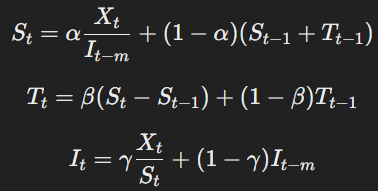 S_t = α X_t / I_{t−m} + (1 − α)(S_{t−1} + T_{t−1})
T_t = β(S_t − S_{t−1}) + (1 − β)T_{t−1}
I_t = γ X_t / S_t + (1 − γ)I_{t−m}